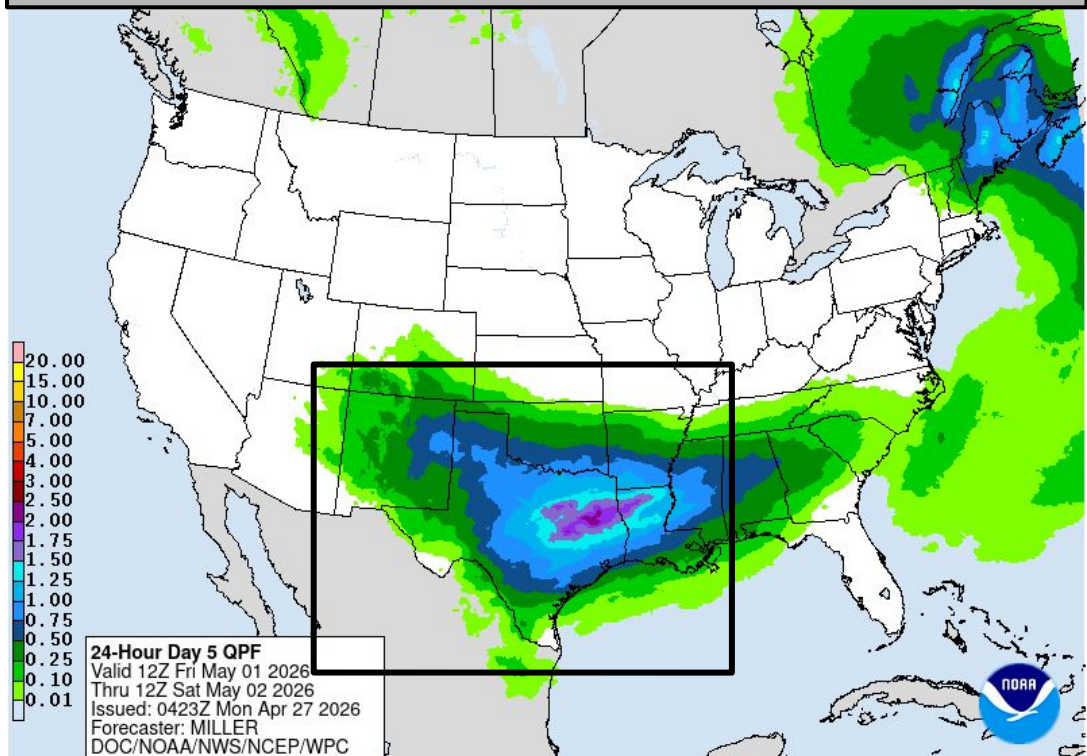 20.00
15.00
10.00
7.00
5.00
4.00
3.00
2.50
2.00
1.75
1.50
1.25
1.00
0.75
0.50
0.25
0.10
0.01
24-Hour Day 5 QPF
Valid 12Z Fri May 01 2026
Thru 12Z Sat May 02 2026
Issued: 0423Z Mon Apr 27 2026
Forecaster: MILLER
DOC/NOAA/NWS/NCEP/WPC
NOAA